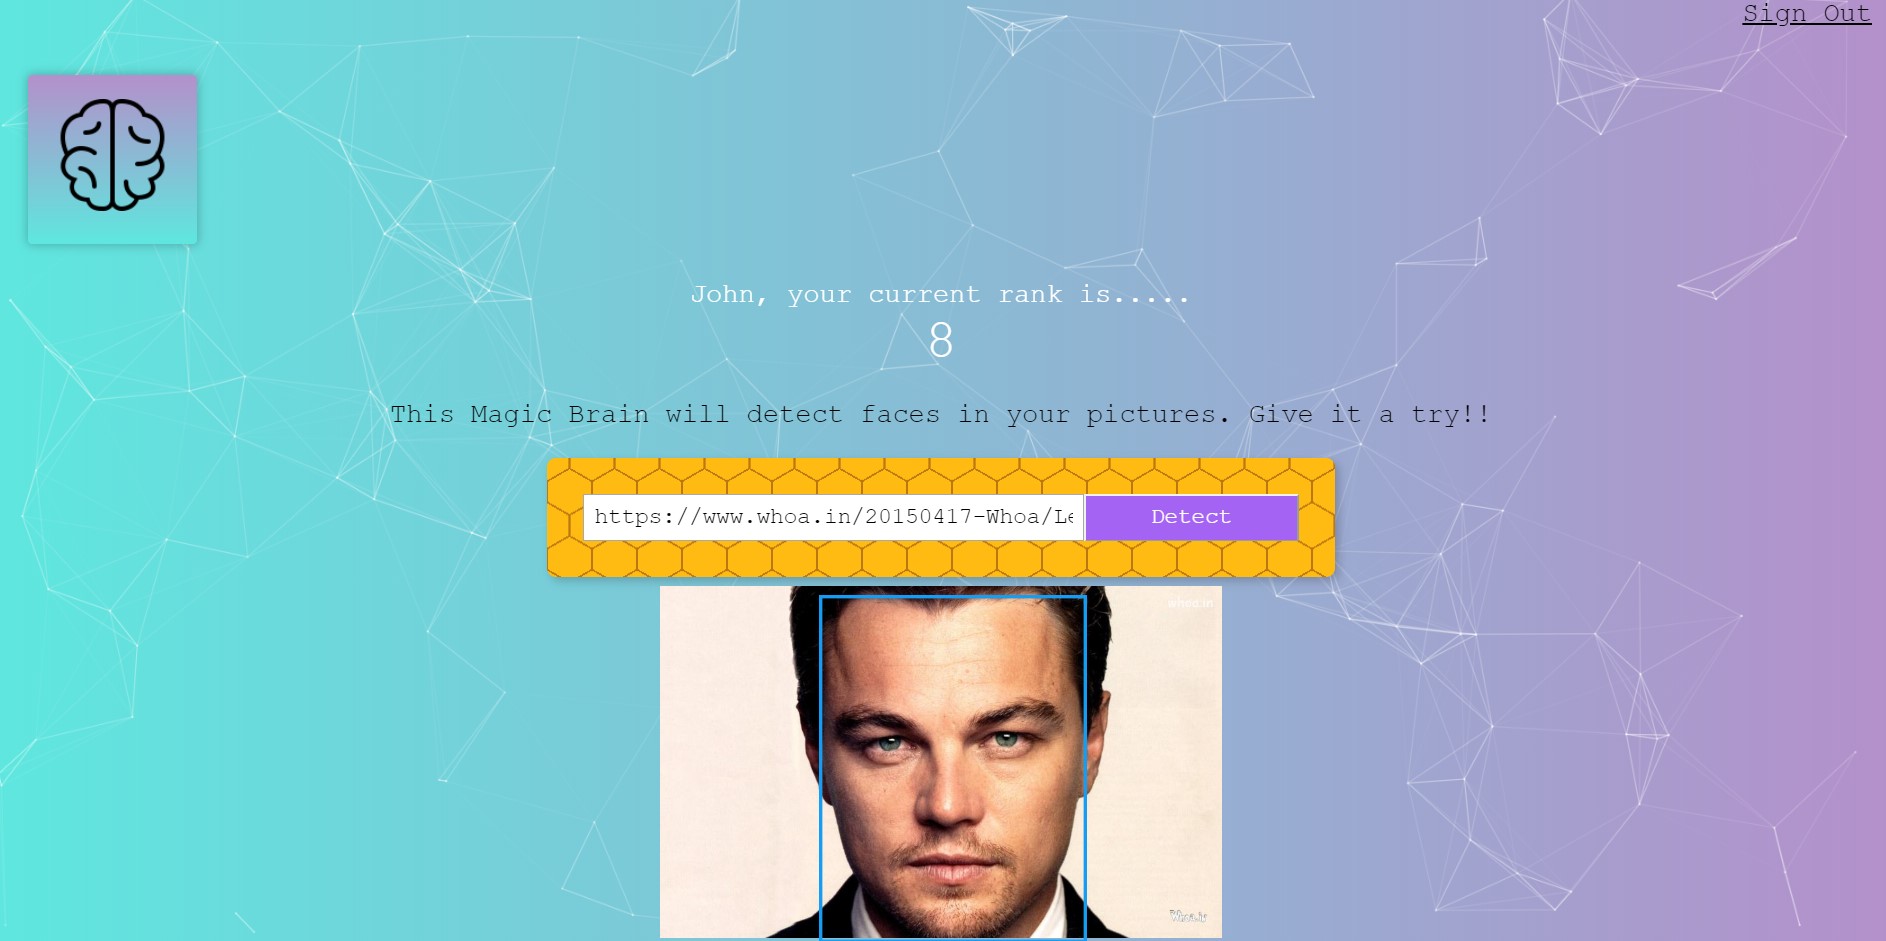 Sign Out
John, your current rank is.....
8
This Magic Brain will detect faces in your pictures. Give it a try!!
https://www.whoa.in/20150417-Whoa/Le
Detect
whoa.in
Whoa.in